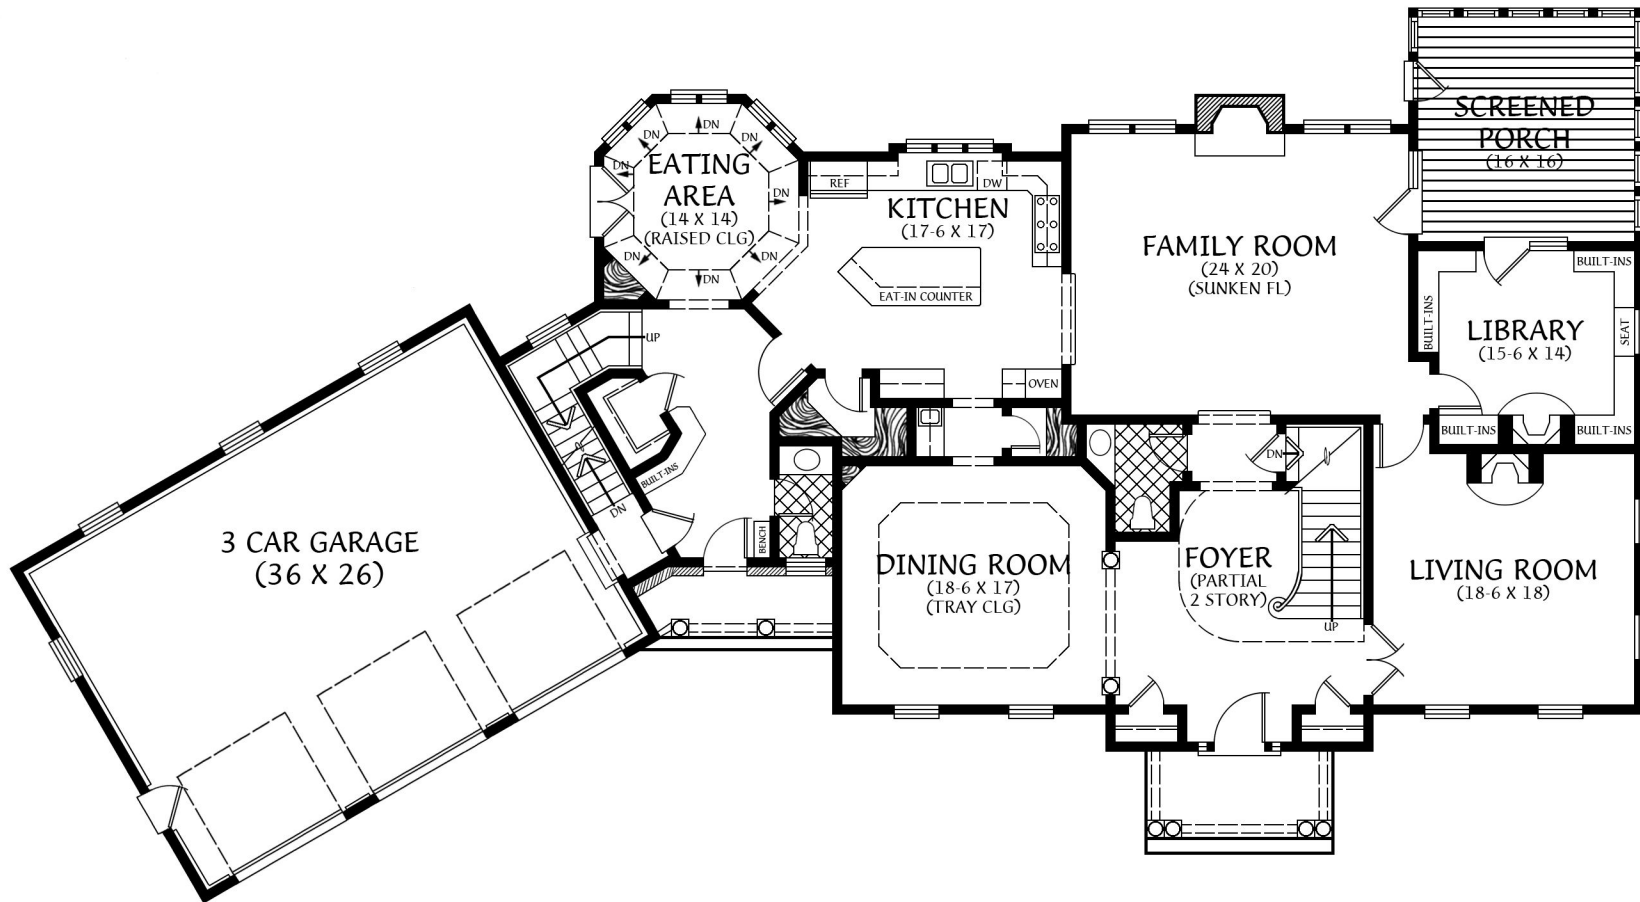 SCREENED
PORCH
(16 X 16)
DN
DN
DN
DN
DN
DN
DN
DN
EATING
AREA
(14 X 14)
(RAISED CLG)
REF
DW
KITCHEN
(17-6 X 17)
EAT-IN COUNTER
OVEN
FAMILY ROOM
(24 X 20)
(SUNKEN FL)
BUILT-INS
BUILT-INS
SEAT
LIBRARY
(15-6 X 14)
BUILT-INS
BUILT-INS
UP
BUILT-INS
DN
DN
3 CAR GARAGE
(36 X 26)
BENCH
DINING ROOM
(18-6 X 17)
(TRAY CLG)
FOYER
(PARTIAL
2 STORY)
UP
LIVING ROOM
(18-6 X 18)